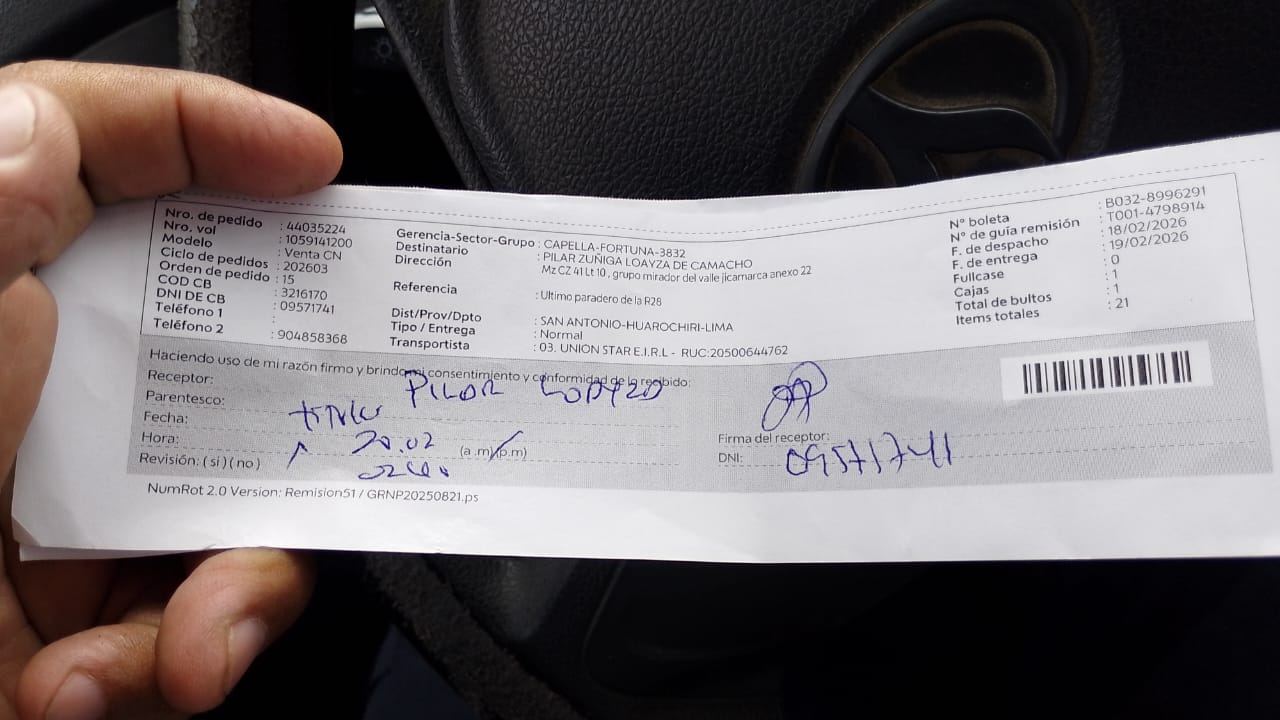 Nro. de pedido : 44035224
Nro. vol : 1059141200
Modelo : Venta CN
Ciclo de pedidos : 202603
Orden de pedido : 15
COD CB : 3216170
DNI DE CB : 09571741
Teléfono 1 :
Teléfono 2 : 904858368
Gerencia-Sector-Grupo : CAPELLA-FORTUNA-3832
Destinatario : PILAR ZUÑIGA LOAYZA DE CAMACHO
Dirección : Mz CZ 41 Lt 10 , grupo mirador del valle jicamarca anexo 22
Referencia : Ultimo paradero de la R28
Dist/Prov/Dpto : SAN ANTONIO-HUAROCHIRI-LIMA
Tipo / Entrega : Normal
Transportista : 03. UNION STAR E.I.R.L - RUC:20500644762
N° boleta : B032-8996291
N° de guía remisión : T001-4798914
F. de despacho : 18/02/2026
F. de entrega : 19/02/2026
Fullcase : 0
Cajas : 1
Total de bultos : 1
Items totales : 21
Haciendo uso de mi razón firmo y brindo mi consentimiento y conformidad de lo recibido:
Receptor: PILAR
Parentesco:
Fecha: 20.02
Hora: (a.m)(p.m)
Revisión: ( si ) ( no )
Firma del receptor:
DNI: 09571741
NumRot 2.0 Version: Remision51 / GRNP20250821.ps